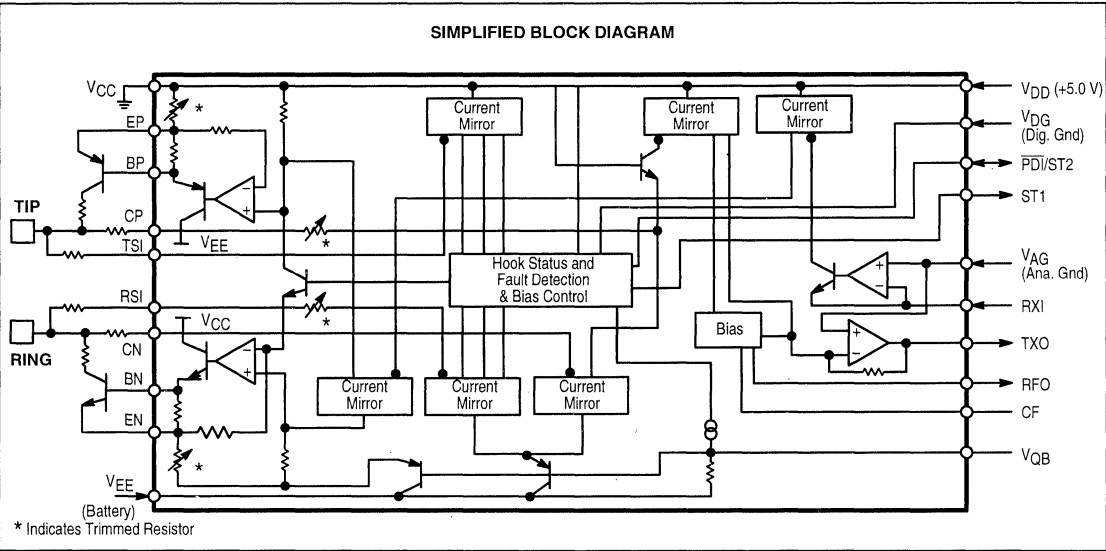 SIMPLIFIED BLOCK DIAGRAM
VCC
*
EP
BP
TIP
CP
VEE
TSI
*
RSI
*
VCC
RING
CN
BN
EN
*
VEE
(Battery)
* Indicates Trimmed Resistor
Current
Mirror
Current
Mirror
Current
Mirror
Hook Status and
Fault Detection
& Bias Control
Bias
Current
Mirror
Current
Mirror
Current
Mirror
−
+
−
+
+
−
+
−
VDD (+5.0 V)
VDG
(Dig. Gnd)
PDI/ST2
ST1
VAG
(Ana. Gnd)
RXI
TXO
RFO
CF
VQB